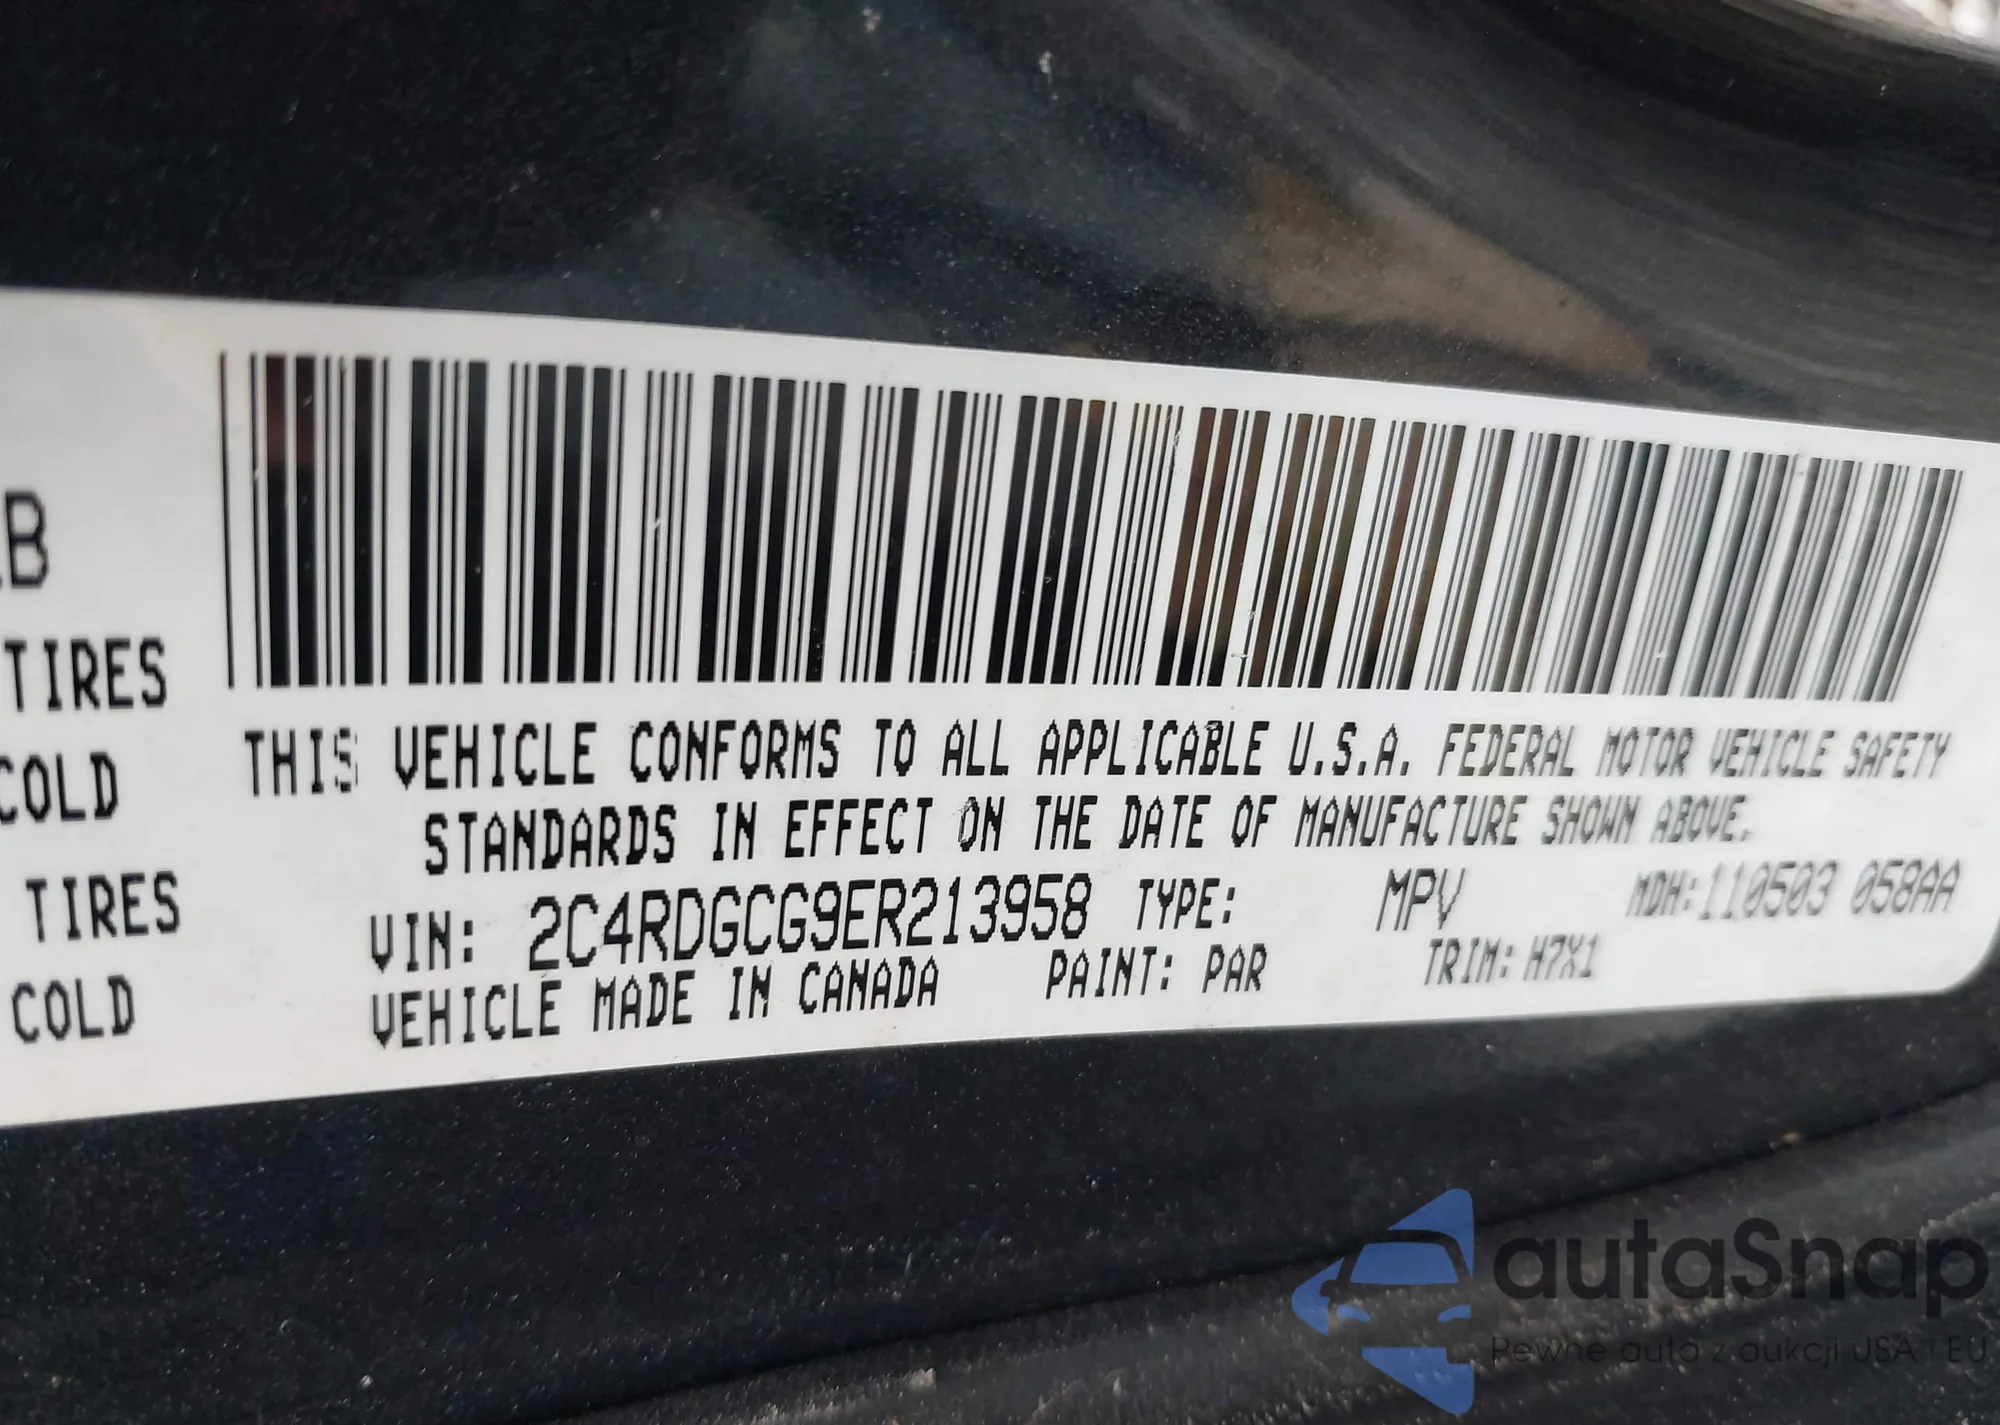 B
TIRES
COLD
TIRES
COLD
THIS VEHICLE CONFORMS TO ALL APPLICABLE U.S.A. FEDERAL MOTOR VEHICLE SAFETY
STANDARDS IN EFFECT ON THE DATE OF MANUFACTURE SHOWN ABOVE.
VIN: 2C4RDGCG9ER213958 TYPE: MPV MDH:110503 058AA
VEHICLE MADE IN CANADA PAINT: PAR TRIM: H7X1
autaSnap
Pewne auta z aukcji USA i EU